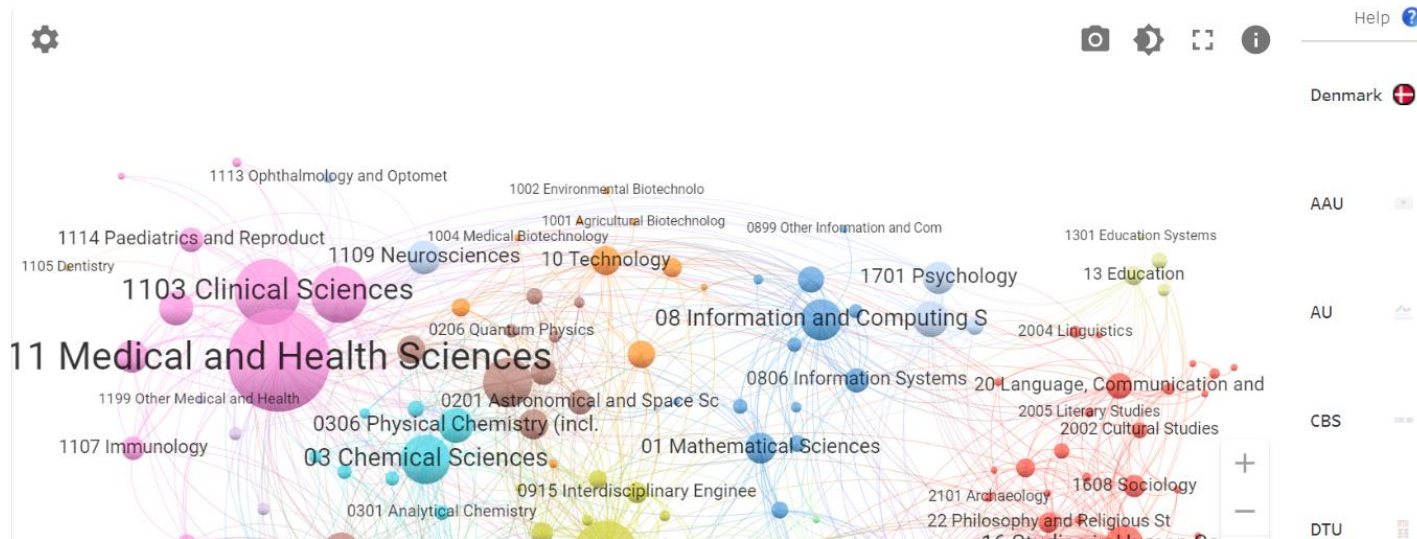 Help
Denmark
1113 Ophthalmology and Optomet
1002 Environmental Biotechnolo
AAU
1001 Agricultural Biotechnolog
0899 Other Information and Com
1114 Paediatrics and Reproduct
1004 Medical Biotechnology
1301 Education Systems
1109 Neurosciences
10 Technology
1105 Dentistry
1701 Psychology
13 Education
1103 Clinical Sciences
AU
08 Information and Computing S
0206 Quantum Physics
2004 Linguistics
11 Medical and Health Sciences
0806 Information Systems
20 Language, Communication and
1199 Other Medical and Health
0201 Astronomical and Space Sc
2005 Literary Studies
0306 Physical Chemistry (incl.
2002 Cultural Studies
CBS
1107 Immunology
01 Mathematical Sciences
03 Chemical Sciences
0915 Interdisciplinary Enginee
1608 Sociology
2101 Archaeology
0301 Analytical Chemistry
22 Philosophy and Religious St
DTU